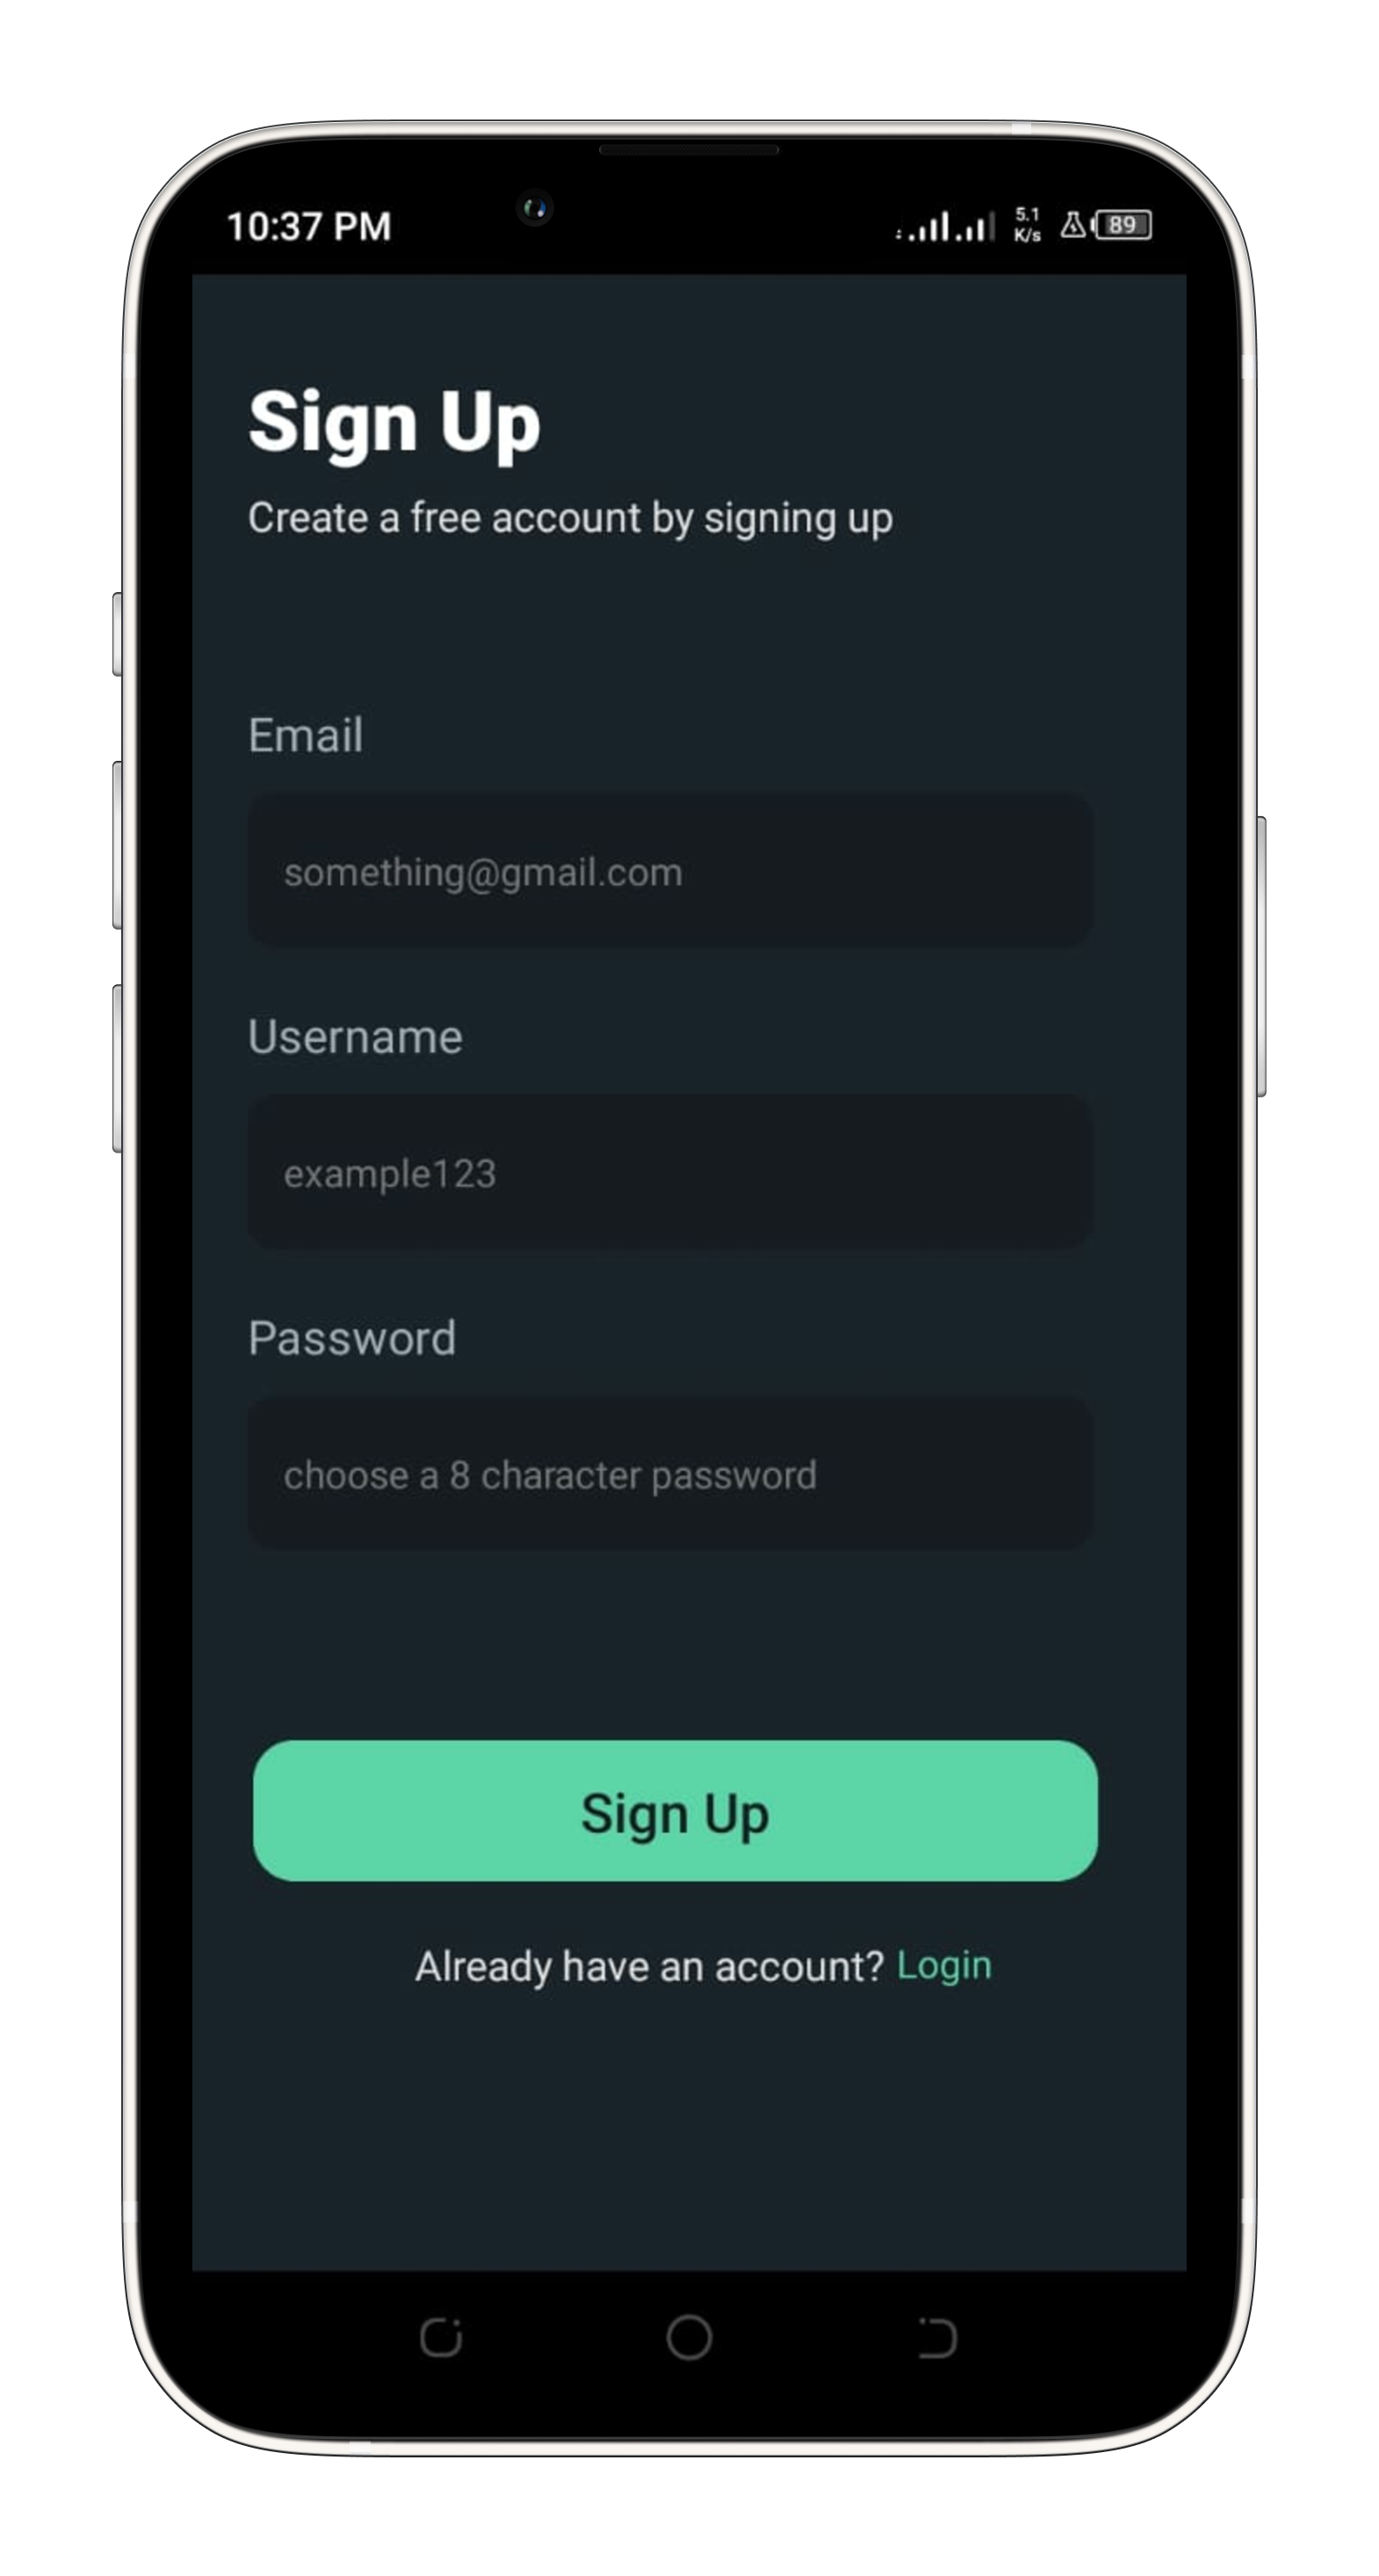 10:37 PM
5.1
K/s
89
Sign Up
Create a free account by signing up
Email
something@gmail.com
Username
example123
Password
choose a 8 character password
Sign Up
Already have an account? Login